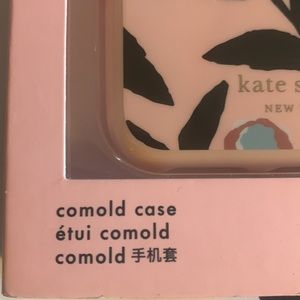 kate s
NEW
comold case
étui comold
comold 手机套